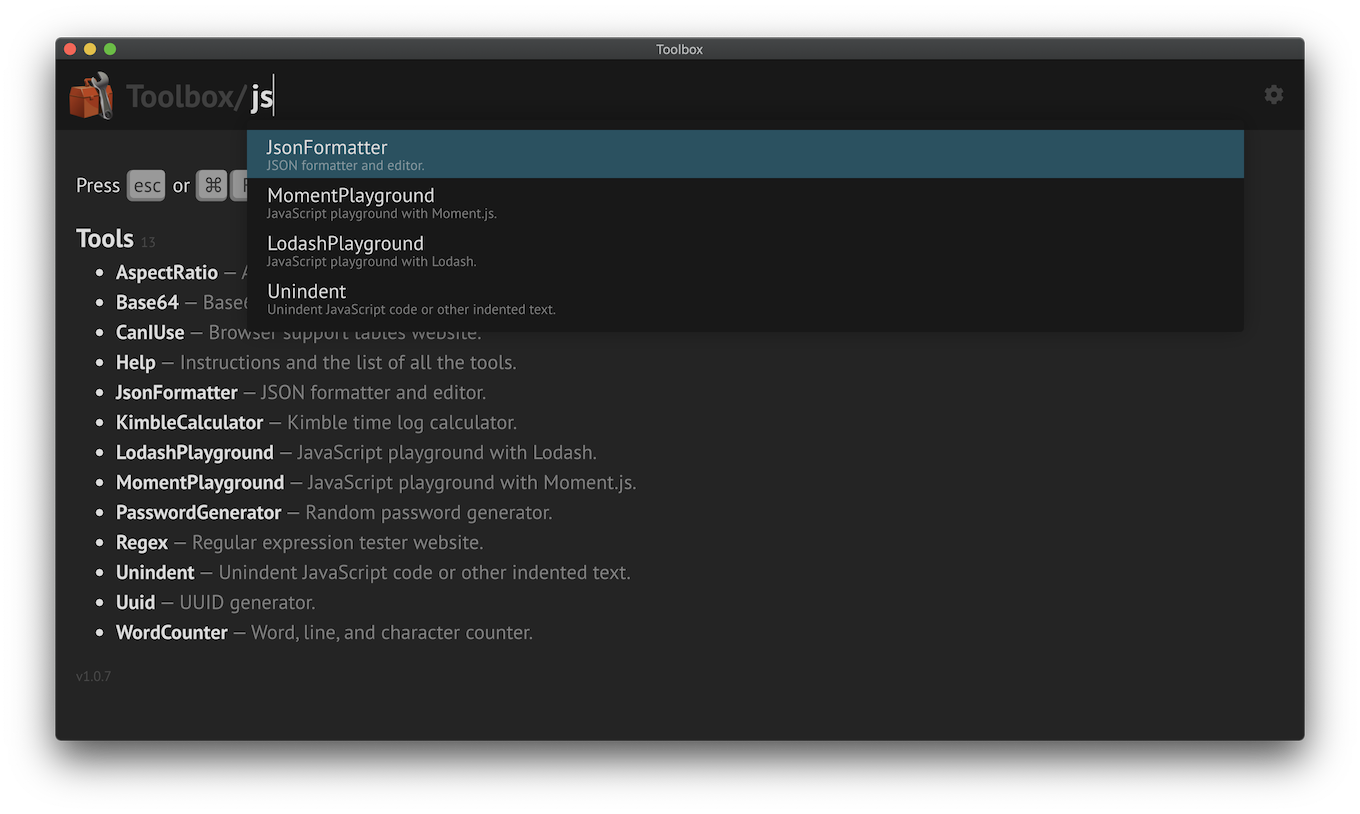 Toolbox
Toolbox/js
JsonFormatter
JSON formatter and editor.
Press esc or ⌘
MomentPlayground
JavaScript playground with Moment.js.
Tools 13
LodashPlayground
JavaScript playground with Lodash.
Unindent
Unindent JavaScript code or other indented text.
• AspectRatio —
• Base64 —
• CanIUse — Browser support tables website.
• Help — Instructions and the list of all the tools.
• JsonFormatter — JSON formatter and editor.
• KimbleCalculator — Kimble time log calculator.
• LodashPlayground — JavaScript playground with Lodash.
• MomentPlayground — JavaScript playground with Moment.js.
• PasswordGenerator — Random password generator.
• Regex — Regular expression tester website.
• Unindent — Unindent JavaScript code or other indented text.
• Uuid — UUID generator.
• WordCounter — Word, line, and character counter.
v1.0.7